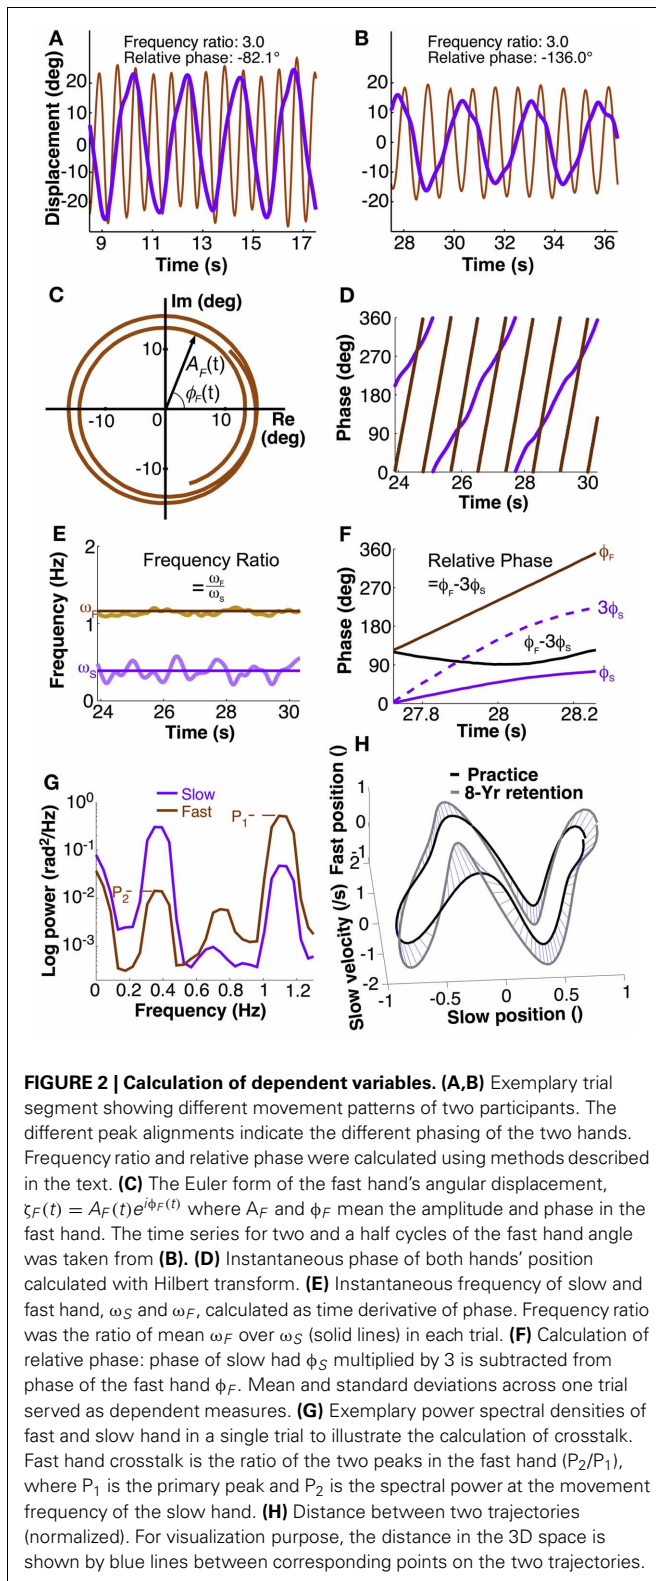 A
Frequency ratio: 3.0
Relative phase: -82.1°
Displacement (deg)
20
10
0
-10
-20
9 11 13 15 17
Time (s)
B
Frequency ratio: 3.0
Relative phase: -136.0°
20
10
0
-10
-20
28 30 32 34 36
Time (s)
C
Im (deg)
10
A_F(t)
ϕ_F(t)
-10 0 10
Re
(deg)
-10
D
Phase (deg)
360
270
180
90
0
24 26 28 30
Time (s)
E
Frequency (Hz)
2
Frequency Ratio
= ω_F/ω_S
ω_F
1
ω_S
0
24 26 28 30
Time (s)
F
Phase (deg)
360
270
180
90
0
Relative Phase
=ϕ_F-3ϕ_S
ϕ_F
3ϕ_S
ϕ_F-3ϕ_S
ϕ_S
27.8 28 28.2
Time (s)
G
Log power (rad²/Hz)
10⁰
10⁻¹
10⁻²
10⁻³
Slow
Fast
P₁-
P₂-
0 0.2 0.4 0.6 0.8 1 1.2
Frequency (Hz)
H
Practice
8-Yr retention
Fast position ()
1
0
-1
Slow velocity (/s)
2
1
0
-1
-2
-1 -0.5 0 0.5 1
Slow position ()
FIGURE 2 | Calculation of dependent variables. (A,B) Exemplary trial
segment showing different movement patterns of two participants. The
different peak alignments indicate the different phasing of the two hands.
Frequency ratio and relative phase were calculated using methods described
in the text. (C) The Euler form of the fast hand's angular displacement,
ζ_F(t) = A_F(t)e^{iϕ_F(t)} where A_F and ϕ_F mean the amplitude and phase in the
fast hand. The time series for two and a half cycles of the fast hand angle
was taken from (B). (D) Instantaneous phase of both hands' position
calculated with Hilbert transform. (E) Instantaneous frequency of slow and
fast hand, ω_S and ω_F, calculated as time derivative of phase. Frequency ratio
was the ratio of mean ω_F over ω_S (solid lines) in each trial. (F) Calculation of
relative phase: phase of slow had ϕ_S multiplied by 3 is subtracted from
phase of the fast hand ϕ_F. Mean and standard deviations across one trial
served as dependent measures. (G) Exemplary power spectral densities of
fast and slow hand in a single trial to illustrate the calculation of crosstalk.
Fast hand crosstalk is the ratio of the two peaks in the fast hand (P₂/P₁),
where P₁ is the primary peak and P₂ is the spectral power at the movement
frequency of the slow hand. (H) Distance between two trajectories
(normalized). For visualization purpose, the distance in the 3D space is
shown by blue lines between corresponding points on the two trajectories.